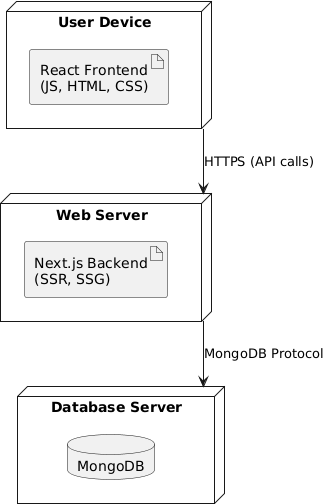 User Device
React Frontend
(JS, HTML, CSS)
HTTPS (API calls)
Web Server
Next.js Backend
(SSR, SSG)
MongoDB Protocol
Database Server
MongoDB